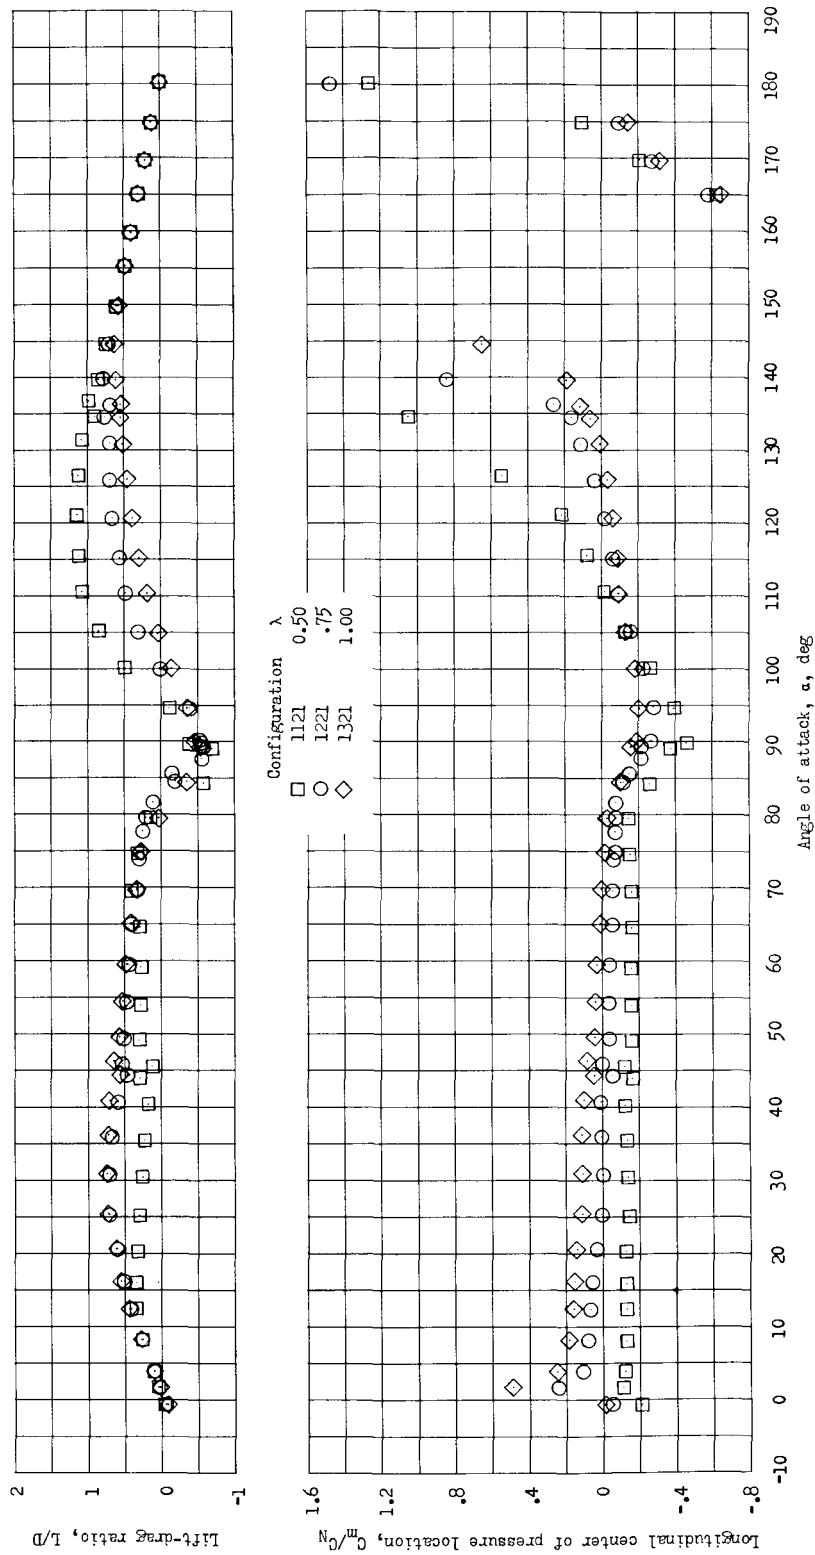 2
1
0
-1
Lift-drag ratio, L/D
Configuration λ
1121 0.50
1221 .75
1321 1.00
1.6
1.2
.8
.4
0
-.4
-.8
Longitudinal center of pressure location, Cm/CN
-10 0 10 20 30 40 50 60 70 80 90 100 110 120 130 140 150 160 170 180 190
Angle of attack, α, deg